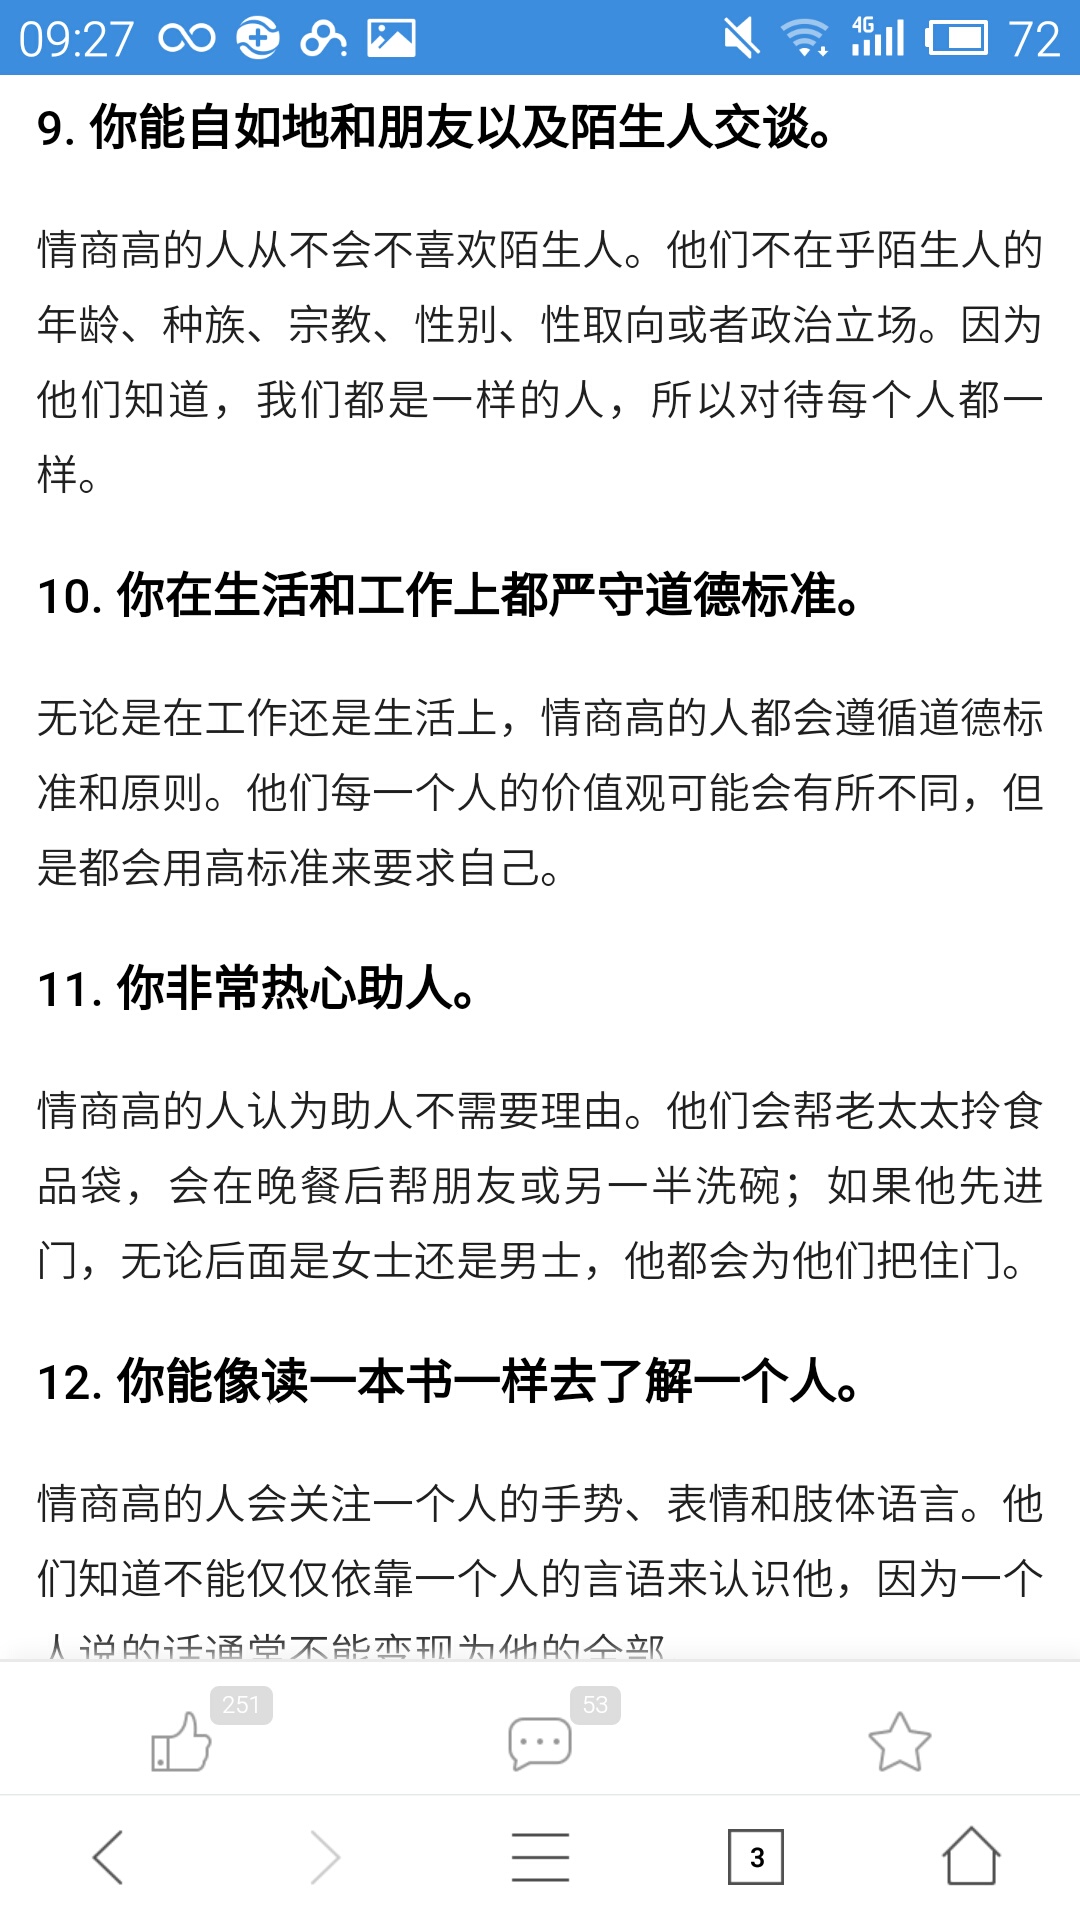 09:27
4G
72
9. 你能自如地和朋友以及陌生人交谈。
情商高的人从不会不喜欢陌生人。他们不在乎陌生人的
年龄、种族、宗教、性别、性取向或者政治立场。因为
他们知道，我们都是一样的人，所以对待每个人都一
样。
10. 你在生活和工作上都严守道德标准。
无论是在工作还是生活上，情商高的人都会遵循道德标
准和原则。他们每一个人的价值观可能会有所不同，但
是都会用高标准来要求自己。
11. 你非常热心助人。
情商高的人认为助人不需要理由。他们会帮老太太拎食
品袋，会在晚餐后帮朋友或另一半洗碗；如果他先进
门，无论后面是女士还是男士，他都会为他们把住门。
12. 你能像读一本书一样去了解一个人。
情商高的人会关注一个人的手势、表情和肢体语言。他
们知道不能仅仅依靠一个人的言语来认识他，因为一个
人说的话通常不能变现为他的全部
251
53
3